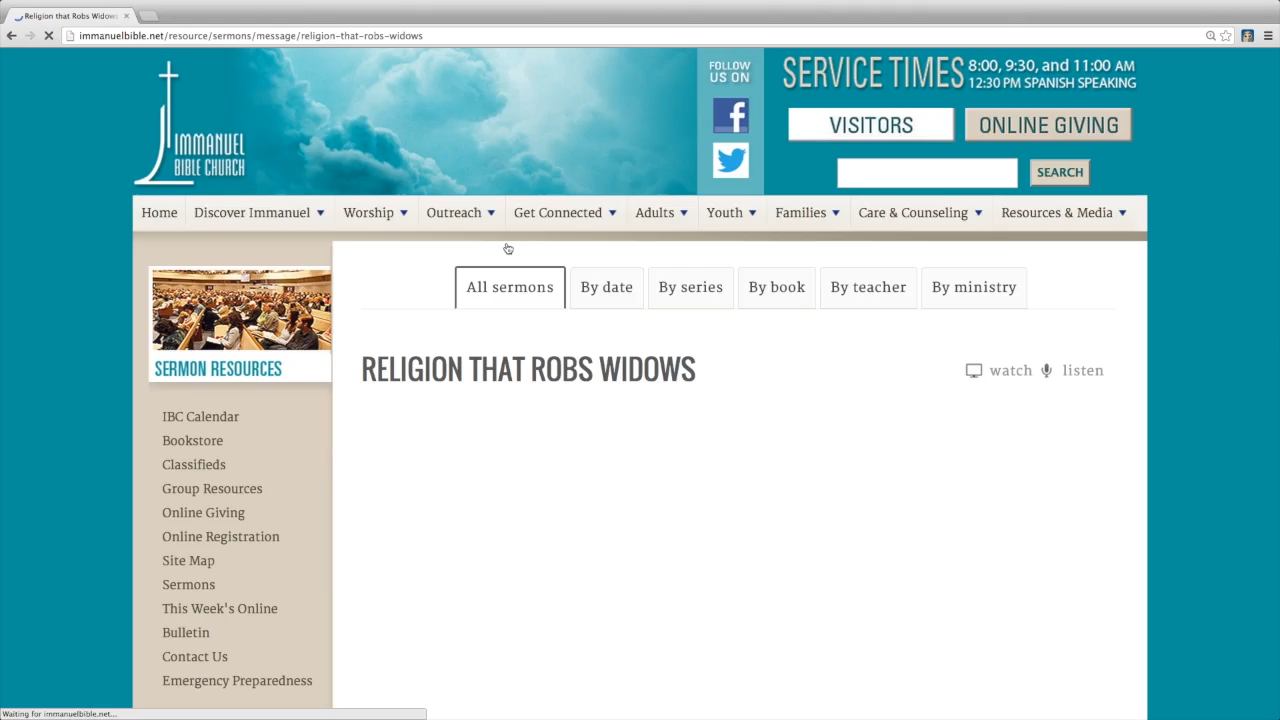 Religion that Robs Widows
immanuelbible.net/resource/sermons/message/religion-that-robs-widows
IMMANUEL
BIBLE CHURCH
FOLLOW
US ON
SERVICE TIMES 8:00, 9:30, and 11:00 AM
12:30 PM SPANISH SPEAKING
VISITORS
ONLINE GIVING
SEARCH
Home Discover Immanuel Worship Outreach Get Connected Adults Youth Families Care & Counseling Resources & Media
All sermons By date By series By book By teacher By ministry
SERMON RESOURCES
RELIGION THAT ROBS WIDOWS
watch listen
IBC Calendar
Bookstore
Classifieds
Group Resources
Online Giving
Online Registration
Site Map
Sermons
This Week's Online
Bulletin
Contact Us
Emergency Preparedness
Waiting for immanuelbible.net...